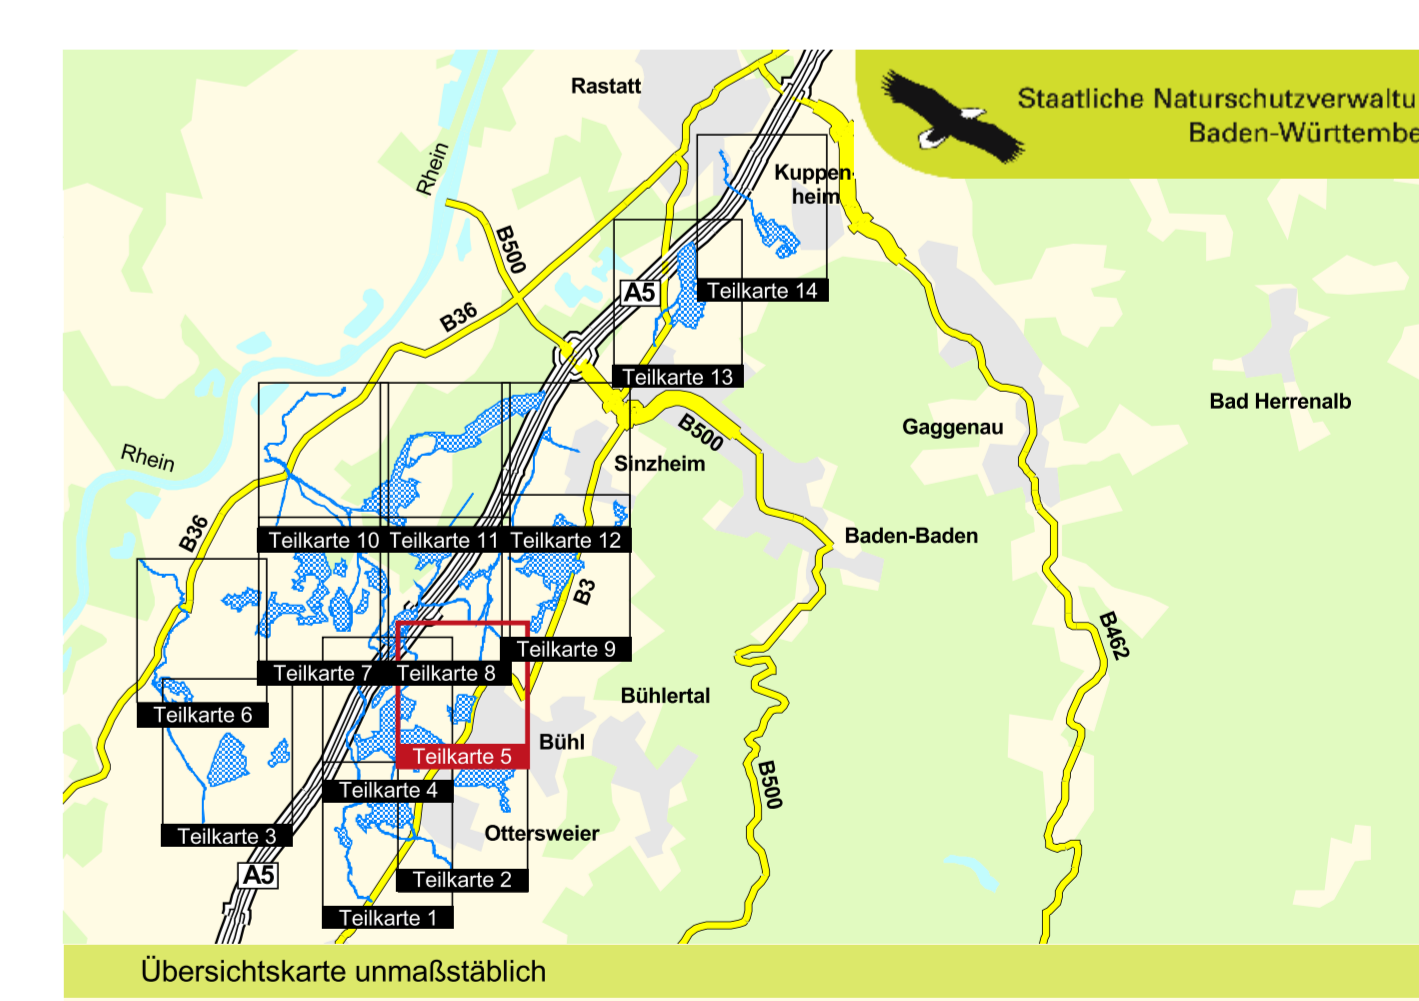 Rastatt
Staatliche Naturschutzverwaltu
Baden-Württembe
Rhein
Kuppen-
heim
B500
A5
Teilkarte 14
B36
Teilkarte 13
Bad Herrenalb
B500
Gaggenau
Rhein
Sinzheim
B36
Teilkarte 10
Teilkarte 11
Teilkarte 12
Baden-Baden
B3
B462
Teilkarte 9
Teilkarte 7
Teilkarte 8
Bühlertal
Teilkarte 6
Bühl
Teilkarte 5
B500
Teilkarte 4
Teilkarte 3
Ottersweier
A5
Teilkarte 2
Teilkarte 1
Übersichtskarte unmaßstäblich